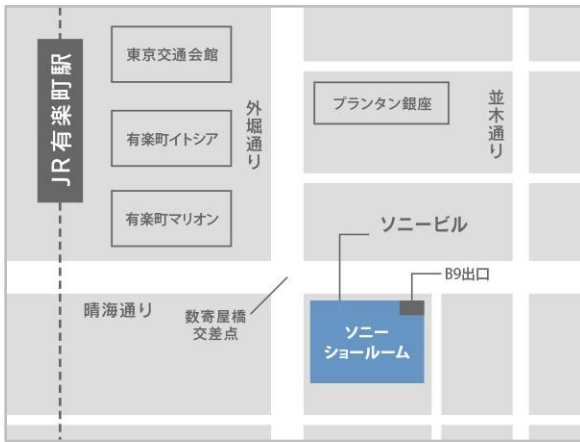 JR有楽町駅
東京交通会館
有楽町イトシア
有楽町マリオン
外堀通り
プランタン銀座
並木通り
ソニービル
B9出口
晴海通り
数寄屋橋
交差点
ソニー
ショールーム